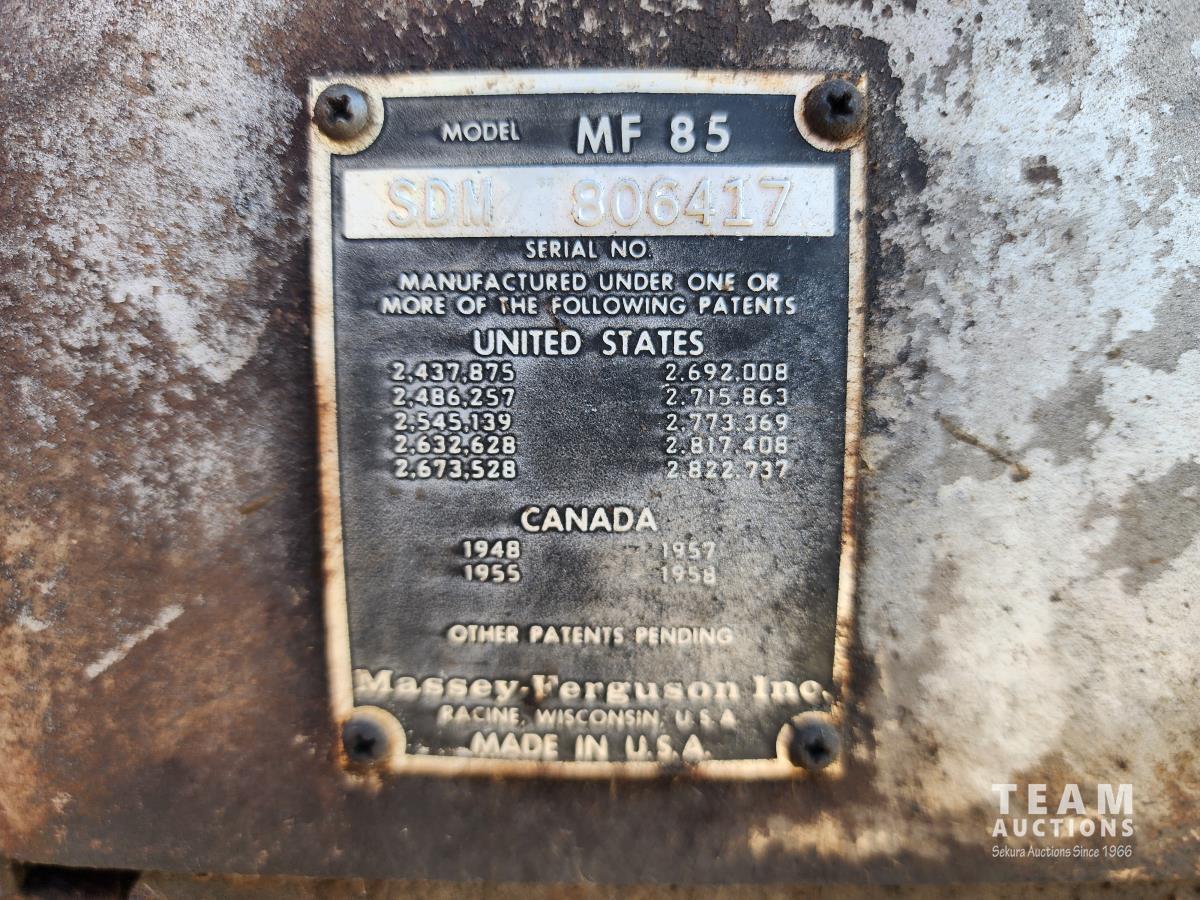 MODEL MF 85
SDM 806417
SERIAL NO.
MANUFACTURED UNDER ONE OR
MORE OF THE FOLLOWING PATENTS
UNITED STATES
2,437,875 2,692,008
2,486,257 2,715,863
2,545,139 2,773,369
2,632,628 2,817,408
2,673,528 2,822,737
CANADA
1948 1957
1955 1958
OTHER PATENTS PENDING
Massey-Ferguson Inc.
RACINE, WISCONSIN, U.S.A.
MADE IN U.S.A.
TEAM
AUCTIONS
Sekura Auctions Since 1966